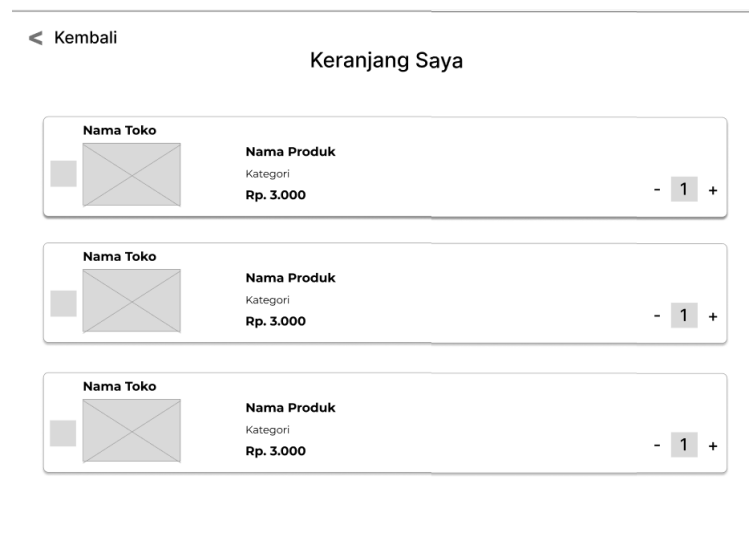 < Kembali
Keranjang Saya
Nama Toko
Nama Produk
Kategori
Rp. 3.000
- 1 +
Nama Toko
Nama Produk
Kategori
Rp. 3.000
- 1 +
Nama Toko
Nama Produk
Kategori
Rp. 3.000
- 1 +